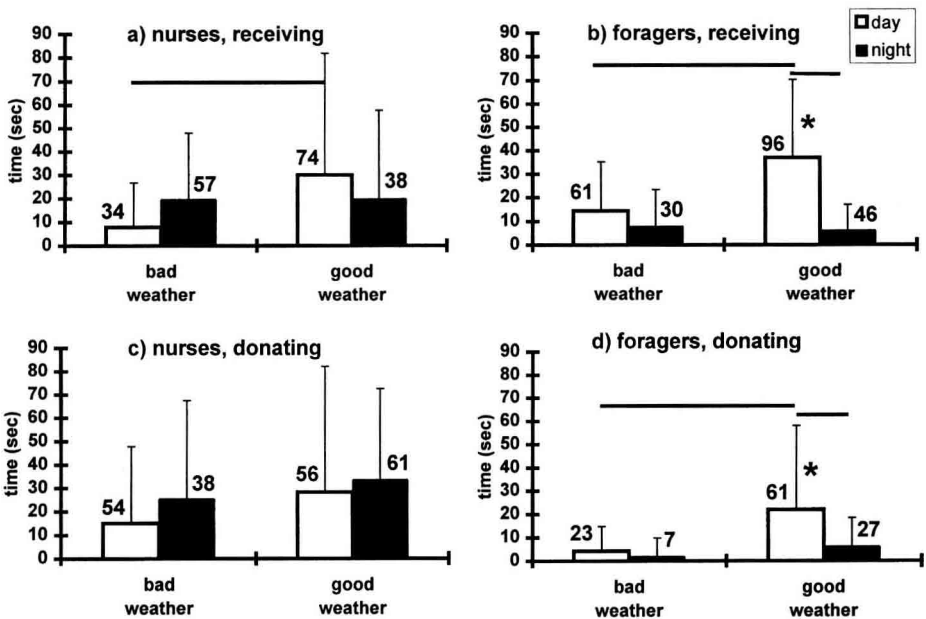 a) nurses, receiving
time (sec)
90
80
70
60
50
40
30
20
10
0
34
57
74
38
bad
weather
good
weather
b) foragers, receiving
day
night
time (sec)
90
80
70
60
50
40
30
20
10
0
61
30
96
*
46
bad
weather
good
weather
c) nurses, donating
time (sec)
90
80
70
60
50
40
30
20
10
0
54
38
56
61
bad
weather
good
weather
d) foragers, donating
time (sec)
90
80
70
60
50
40
30
20
10
0
23
7
61
*
27
bad
weather
good
weather